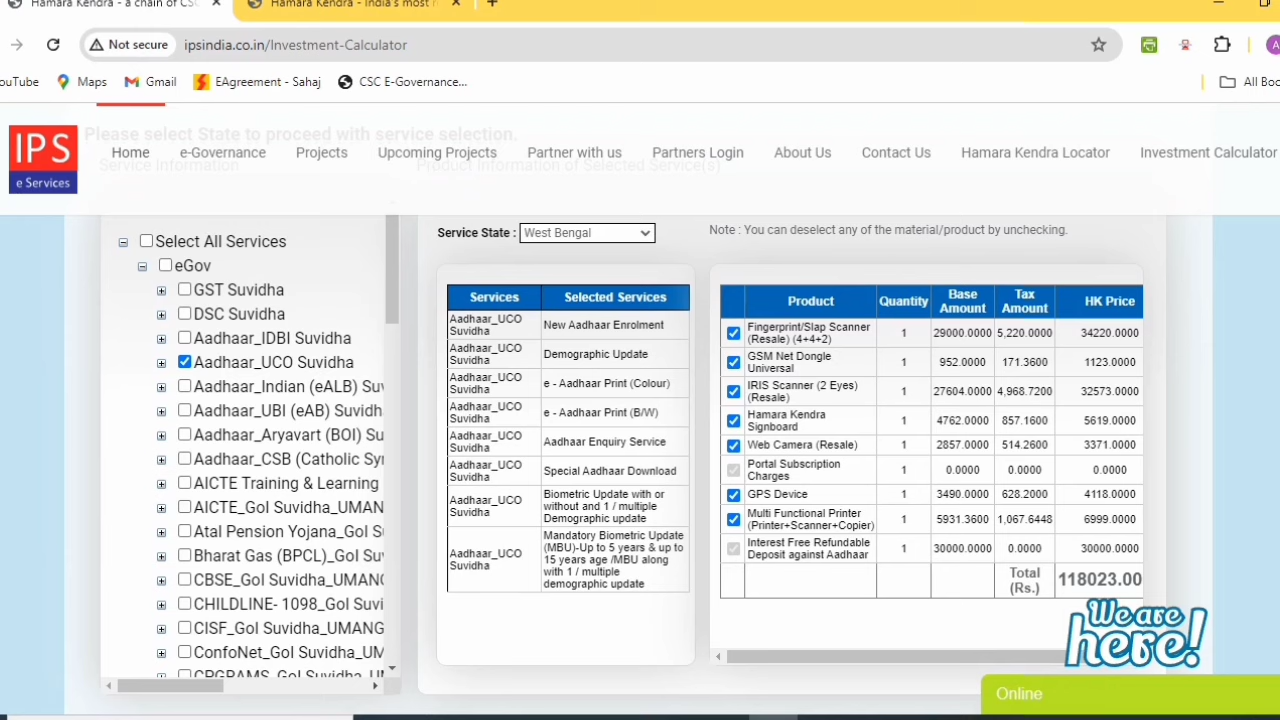 Hamara Kendra - a chain of CSC
Hamara Kendra - India's most
Not secure
ipsindia.co.in/Investment-Calculator
ouTube
Maps
Gmail
EAgreement - Sahaj
CSC E-Governance...
All Boo
Please select State to proceed with service selection.
Service Information
Product Information of Selected Service(s)
IPS
e Services
Home
e-Governance
Projects
Upcoming Projects
Partner with us
Partners Login
About Us
Contact Us
Hamara Kendra Locator
Investment Calculator
Select All Services
eGov
GST Suvidha
DSC Suvidha
Aadhaar_IDBI Suvidha
Aadhaar_UCO Suvidha
Aadhaar_Indian (eALB) Suv
Aadhaar_UBI (eAB) Suvidh
Aadhaar_Aryavart (BOI) Su
Aadhaar_CSB (Catholic Syr
AICTE Training & Learning
AICTE_GoI Suvidha_UMAN
Atal Pension Yojana_GoI Su
Bharat Gas (BPCL)_GoI Suv
CBSE_GoI Suvidha_UMANG
CHILDLINE- 1098_GoI Suvi
CISF_GoI Suvidha_UMANG
ConfoNet_GoI Suvidha_UM
CPGRAMS_GoI Suvidha_U
Service State : West Bengal
Note : You can deselect any of the material/product by unchecking.
Services Selected Services
Aadhaar_UCO Suvidha New Aadhaar Enrolment
Aadhaar_UCO Suvidha Demographic Update
Aadhaar_UCO Suvidha e - Aadhaar Print (Colour)
Aadhaar_UCO Suvidha e - Aadhaar Print (B/W)
Aadhaar_UCO Suvidha Aadhaar Enquiry Service
Aadhaar_UCO Suvidha Special Aadhaar Download
Aadhaar_UCO Suvidha Biometric Update with or without and 1 / multiple Demographic update
Aadhaar_UCO Suvidha Mandatory Biometric Update (MBU)-Up to 5 years & up to 15 years age /MBU along with 1 / multiple demographic update
Product Quantity Base Amount Tax Amount HK Price
Fingerprint/Slap Scanner (Resale) (4+4+2) 1 29000.0000 5,220.0000 34220.0000
GSM Net Dongle Universal 1 952.0000 171.3600 1123.0000
IRIS Scanner (2 Eyes) (Resale) 1 27604.0000 4,968.7200 32573.0000
Hamara Kendra Signboard 1 4762.0000 857.1600 5619.0000
Web Camera (Resale) 1 2857.0000 514.2600 3371.0000
Portal Subscription Charges 1 0.0000 0.0000 0.0000
GPS Device 1 3490.0000 628.2000 4118.0000
Multi Functional Printer (Printer+Scanner+Copier) 1 5931.3600 1,067.6448 6999.0000
Interest Free Refundable Deposit against Aadhaar 1 30000.0000 0.0000 30000.0000
Total (Rs.) 118023.00
We are
here!
Online